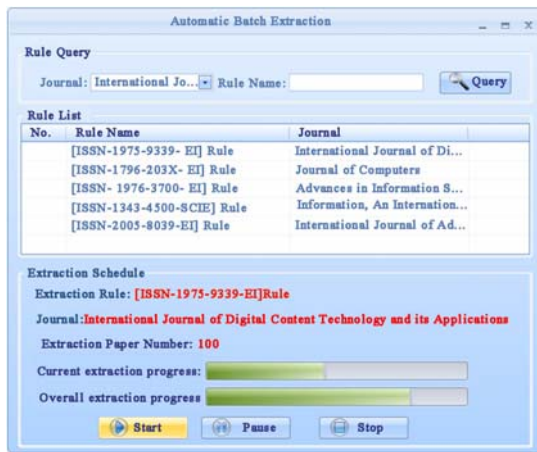 Automatic Batch Extraction
Rule Query
Journal: International Jo... Rule Name: Query
Rule List
No. Rule Name Journal
[ISSN-1975-9339- EI] Rule International Journal of Di...
[ISSN-1796-203X- EI] Rule Journal of Computers
[ISSN- 1976-3700- EI] Rule Advances in Information S...
[ISSN-1343-4500-SCIE] Rule Information, An Internation...
[ISSN-2005-8039-EI] Rule International Journal of Ad...
Extraction Schedule
Extraction Rule: [ISSN-1975-9339-EI]Rule
Journal:International Journal of Digital Content Technology and its Applications
Extraction Paper Number: 100
Current extraction progress:
Overall extraction progress
Start Pause Stop